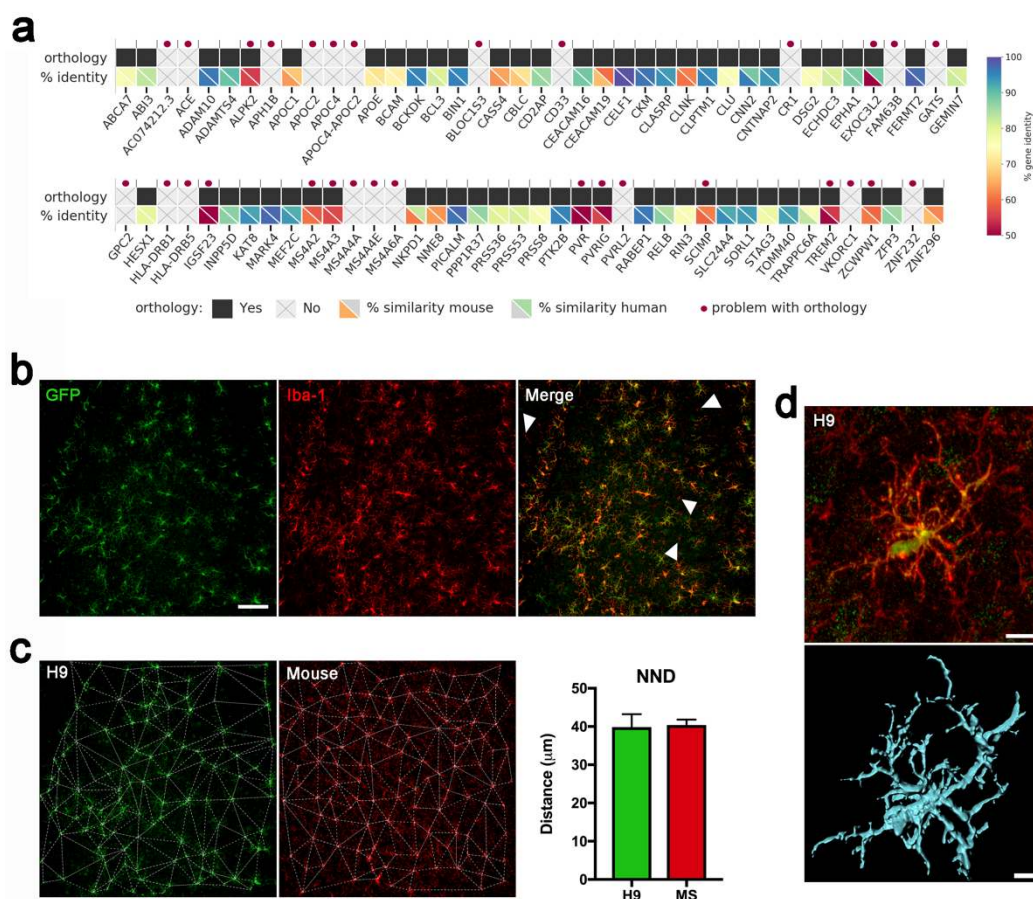 a
orthology
% identity
ABCA7 ABI3 AC074212.3 ACE ADAM10 ADAMTS4 ALPK2 APH1B APOC1 APOC2 APOC4 APOC4-APOC2 APOE BCAM BCKDK BCL3 BIN1 BLOC1S3 CASS4 CBLC CD2AP CD33 CEACAM16 CEACAM19 CELF1 CKM CLASRP CLNK CLPTM1 CLU CNN2 CNTNAP2 CR1 DSG2 ECHDC3 EPHA1 EXOC3L2 FAM63B FERMT2 GAT5 GEMIN7
100
90
80
70
60
50
% gene identity
orthology
% identity
GPC2 HESX1 HLA-DRB1 HLA-DRB5 IGSF23 INPP5D KAT8 MARK4 MEF2C MS4A2 MS4A3 MS4A4A MS4A4E MS4A6A NKPD1 NME8 PICALM PPP1R37 PRSS36 PRSS53 PRSS8 PTK2B PVR PVRIG PVRL2 RABEP1 RELB RIN3 SCIMP SLC24A4 SORL1 STAG3 TOMM40 TRAPPC6A TREM2 VKORC1 ZCWPW1 ZFP3 ZNF232 ZNF296
orthology: Yes No % similarity mouse % similarity human problem with orthology
b
GFP
Iba-1
Merge
c
H9
Mouse
NND
Distance (µm)
50
40
30
20
10
0
H9
MS
d
H9